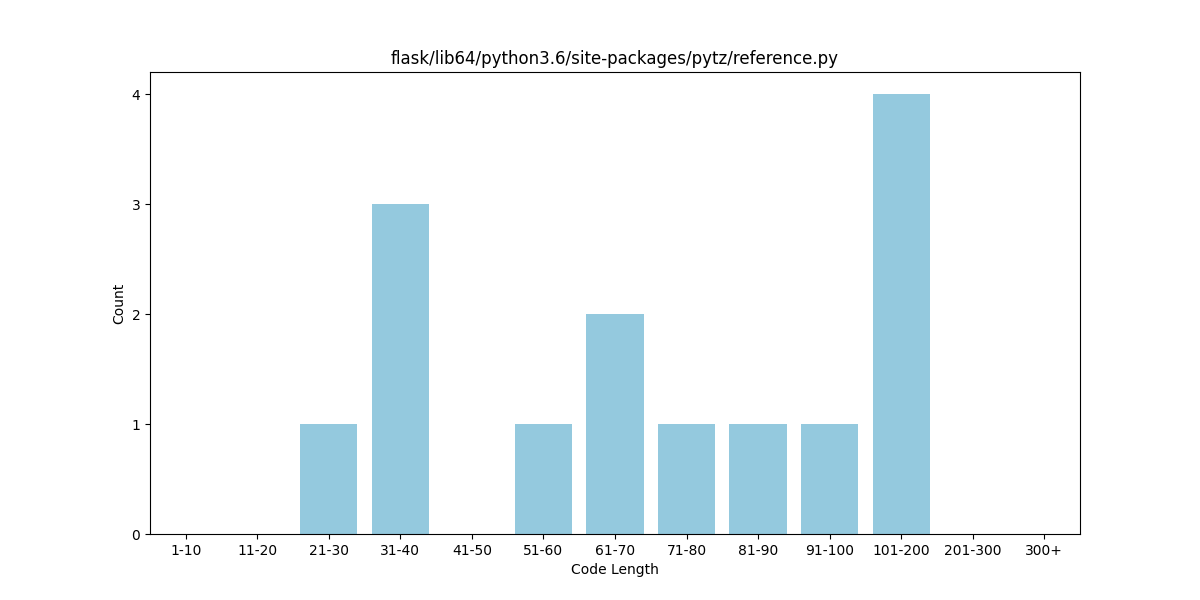 flask/lib64/python3.6/site-packages/pytz/reference.py
Count
4
3
2
1
0
1-10 11-20 21-30 31-40 41-50 51-60 61-70 71-80 81-90 91-100 101-200 201-300 300+
Code Length